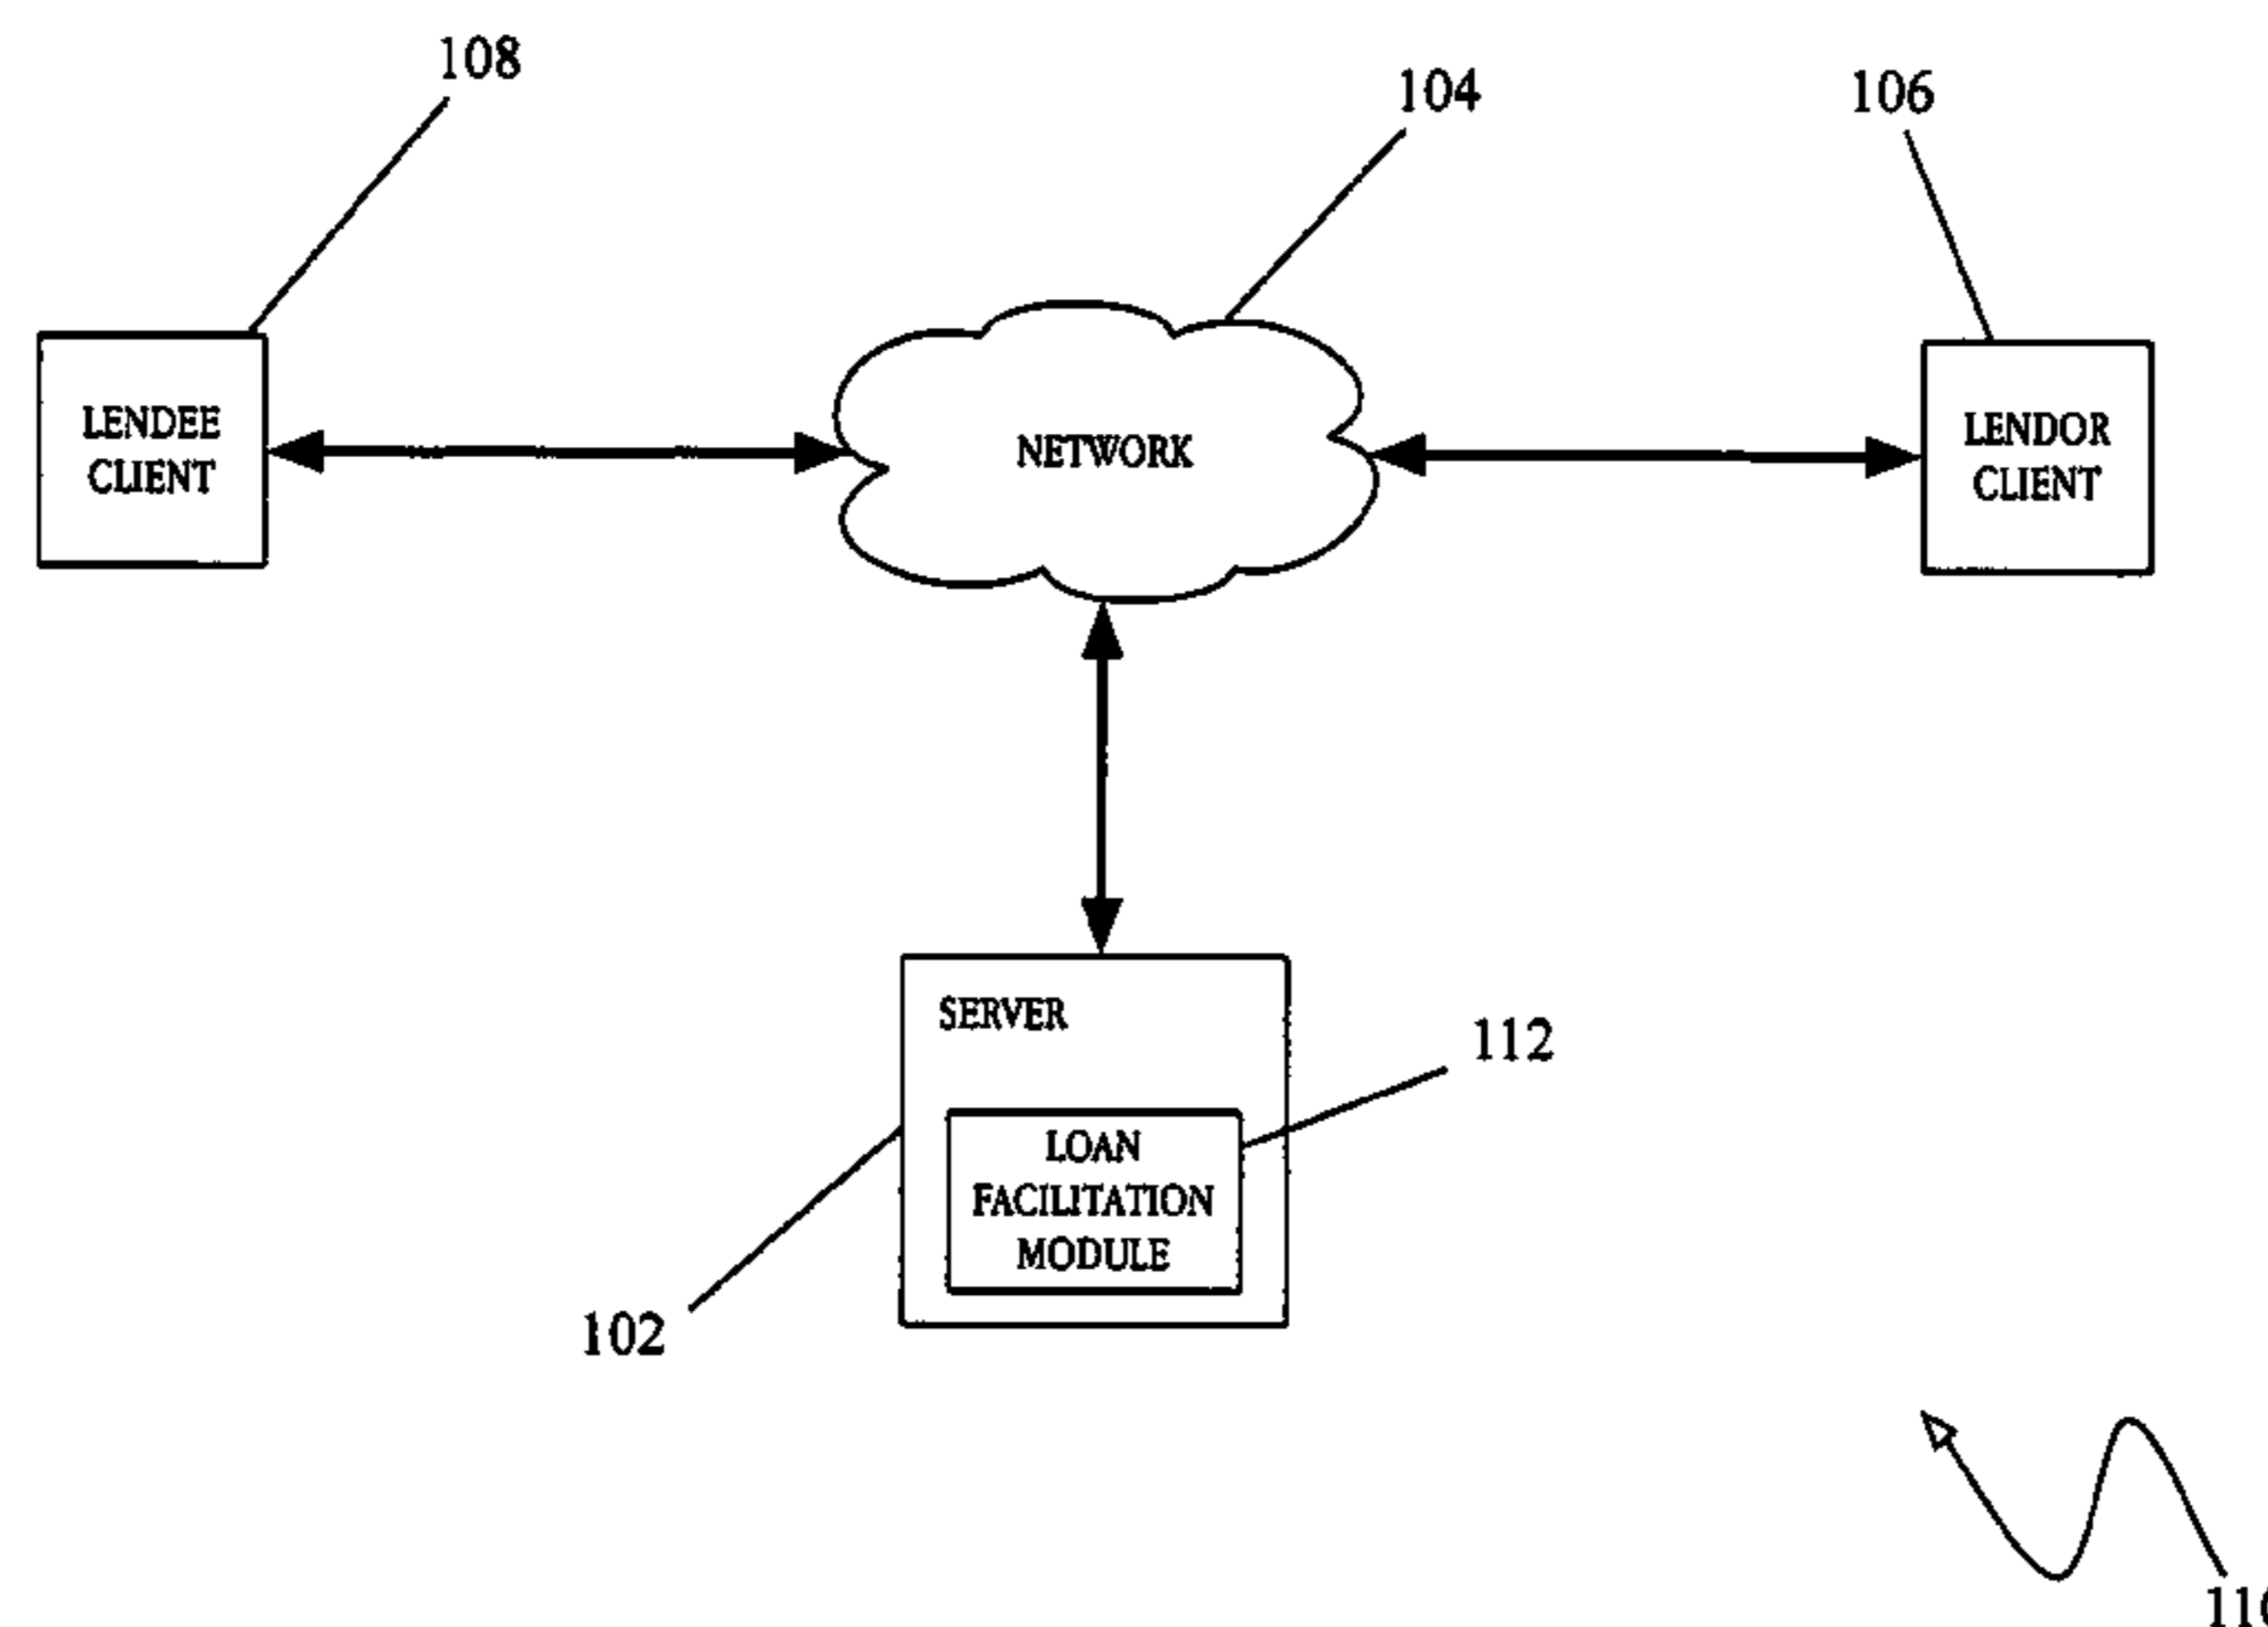 108
104
106
LENDEE
CLIENT
NETWORK
LENDOR
CLIENT
SERVER
112
LOAN
FACILITATION
MODULE
102